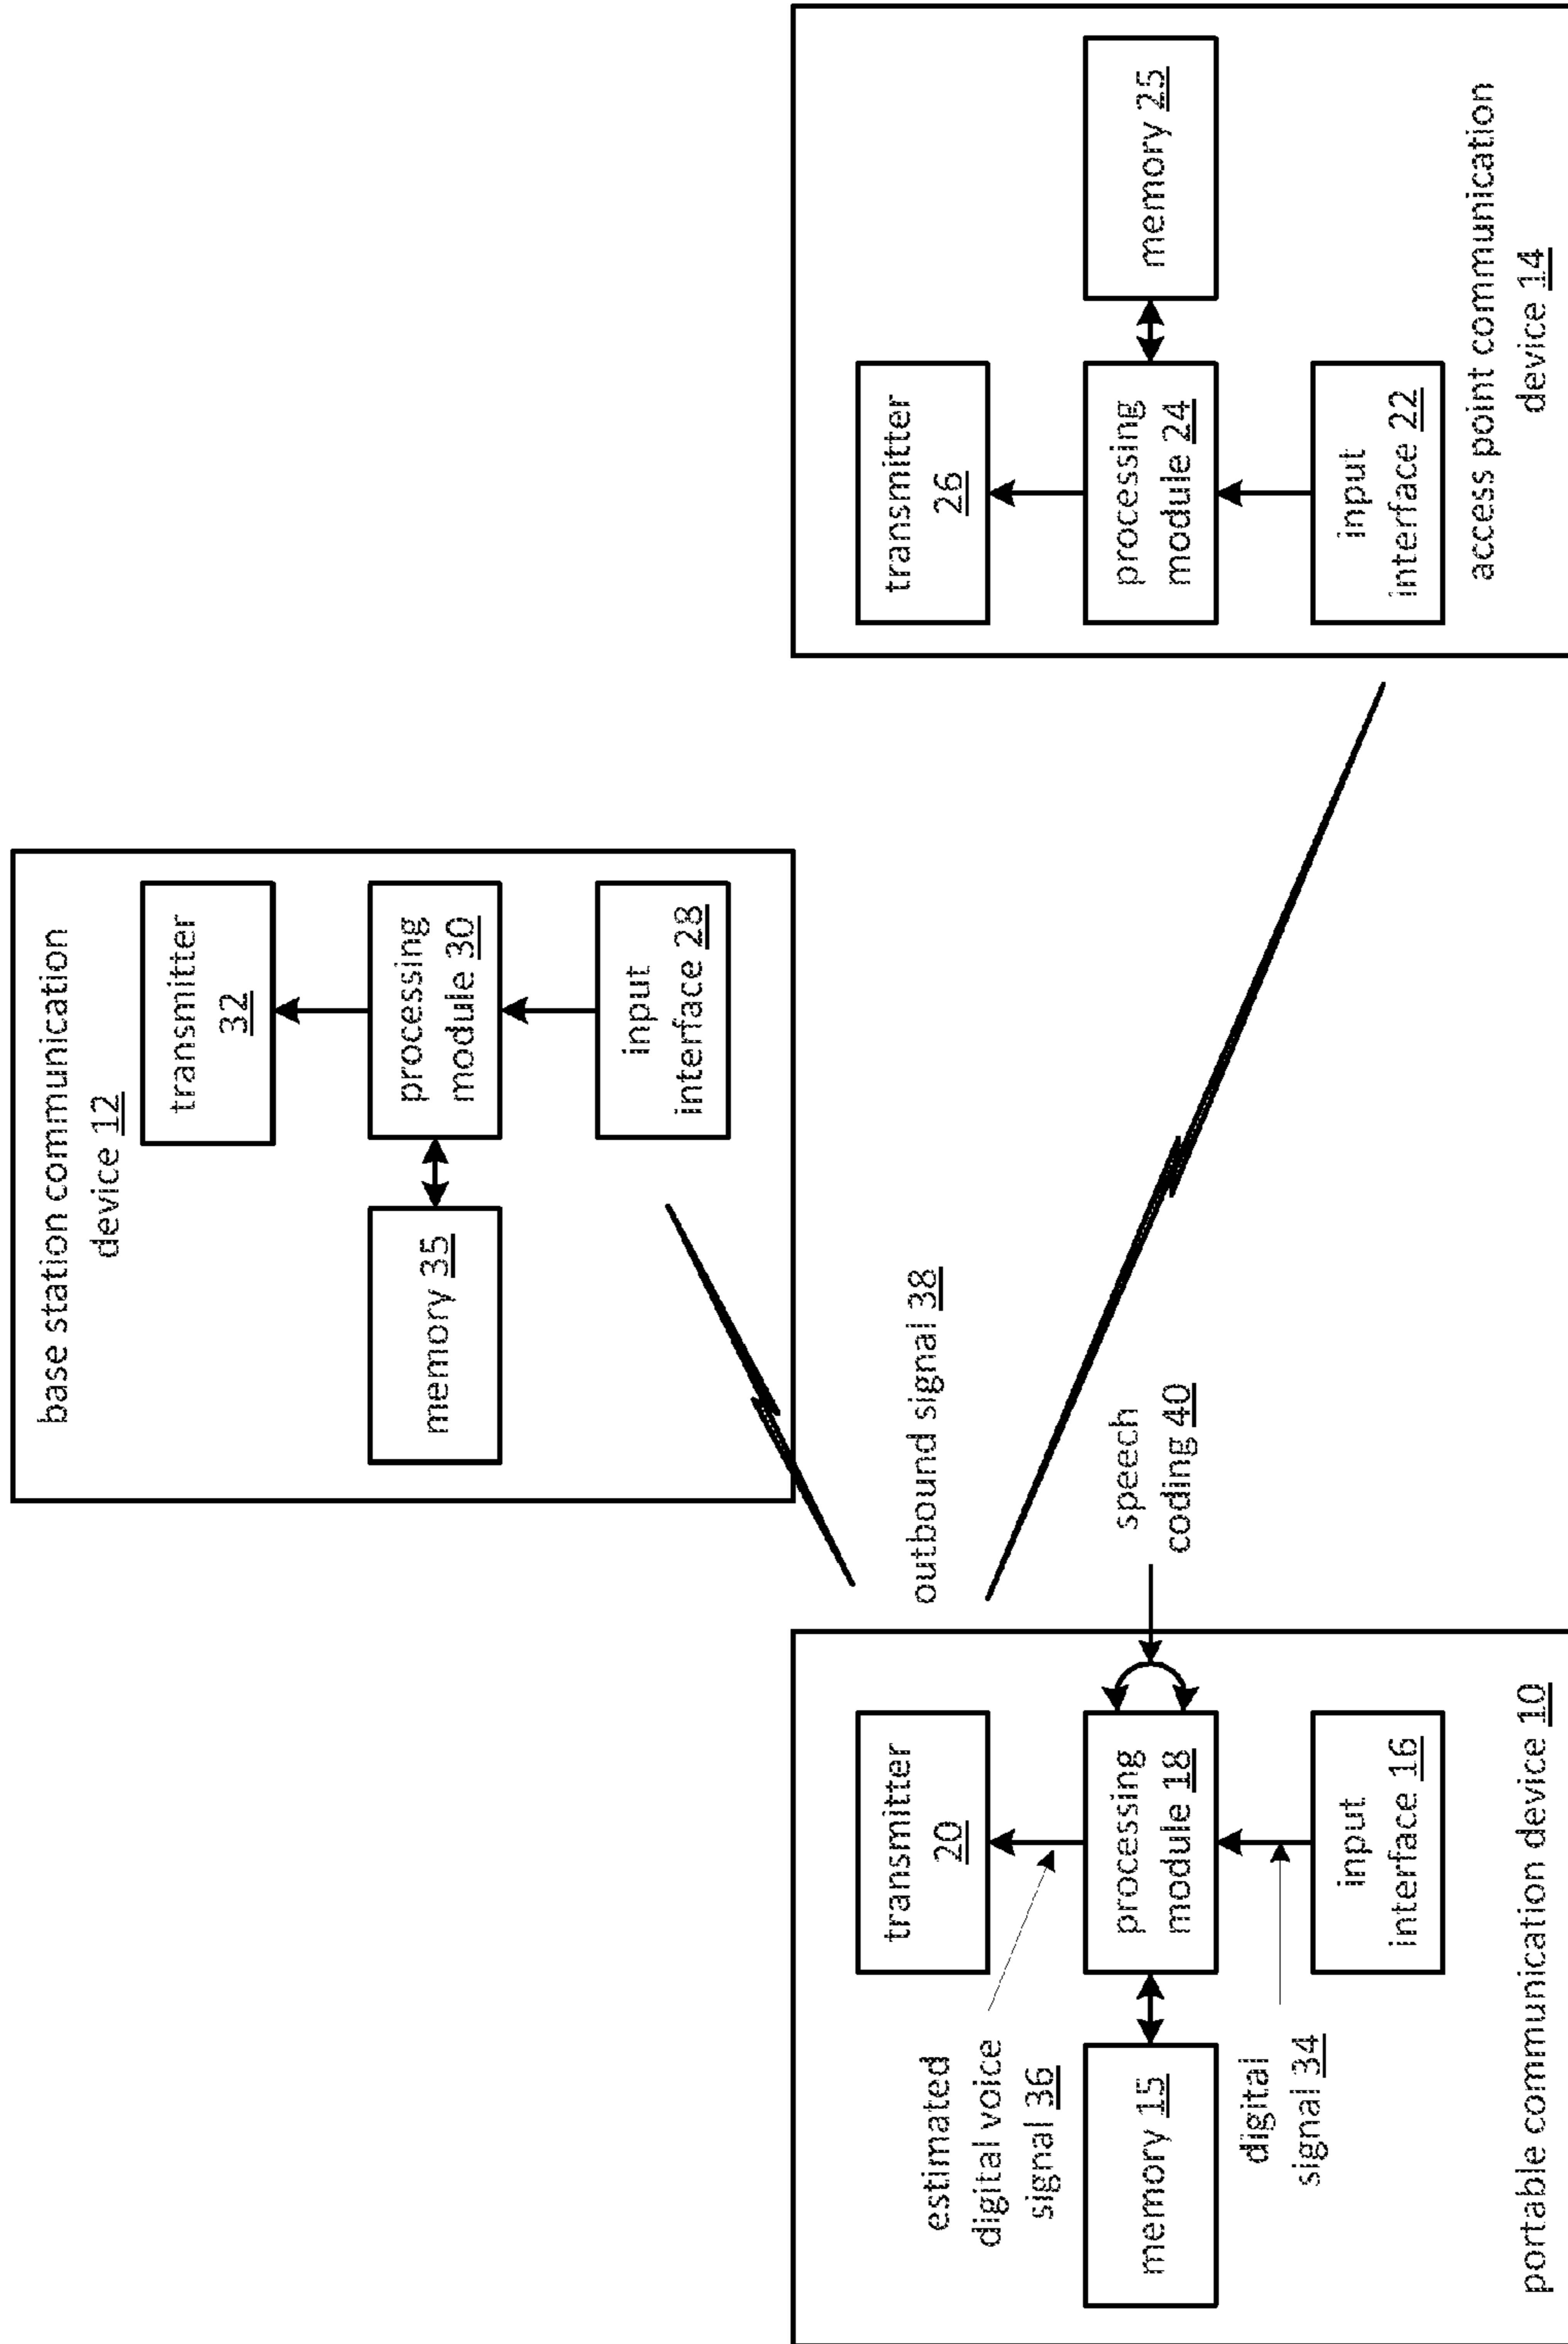 base station communication
device 12
transmitter
32
memory 35
processing
module 30
input
interface 28
outbound signal 38
speech
coding 40
estimated
digital voice
signal 36
transmitter
20
memory 15
processing
module 18
digital
signal 34
input
interface 16
portable communication device 10
transmitter
26
processing
module 24
memory 25
input
interface 22
access point communication
device 14